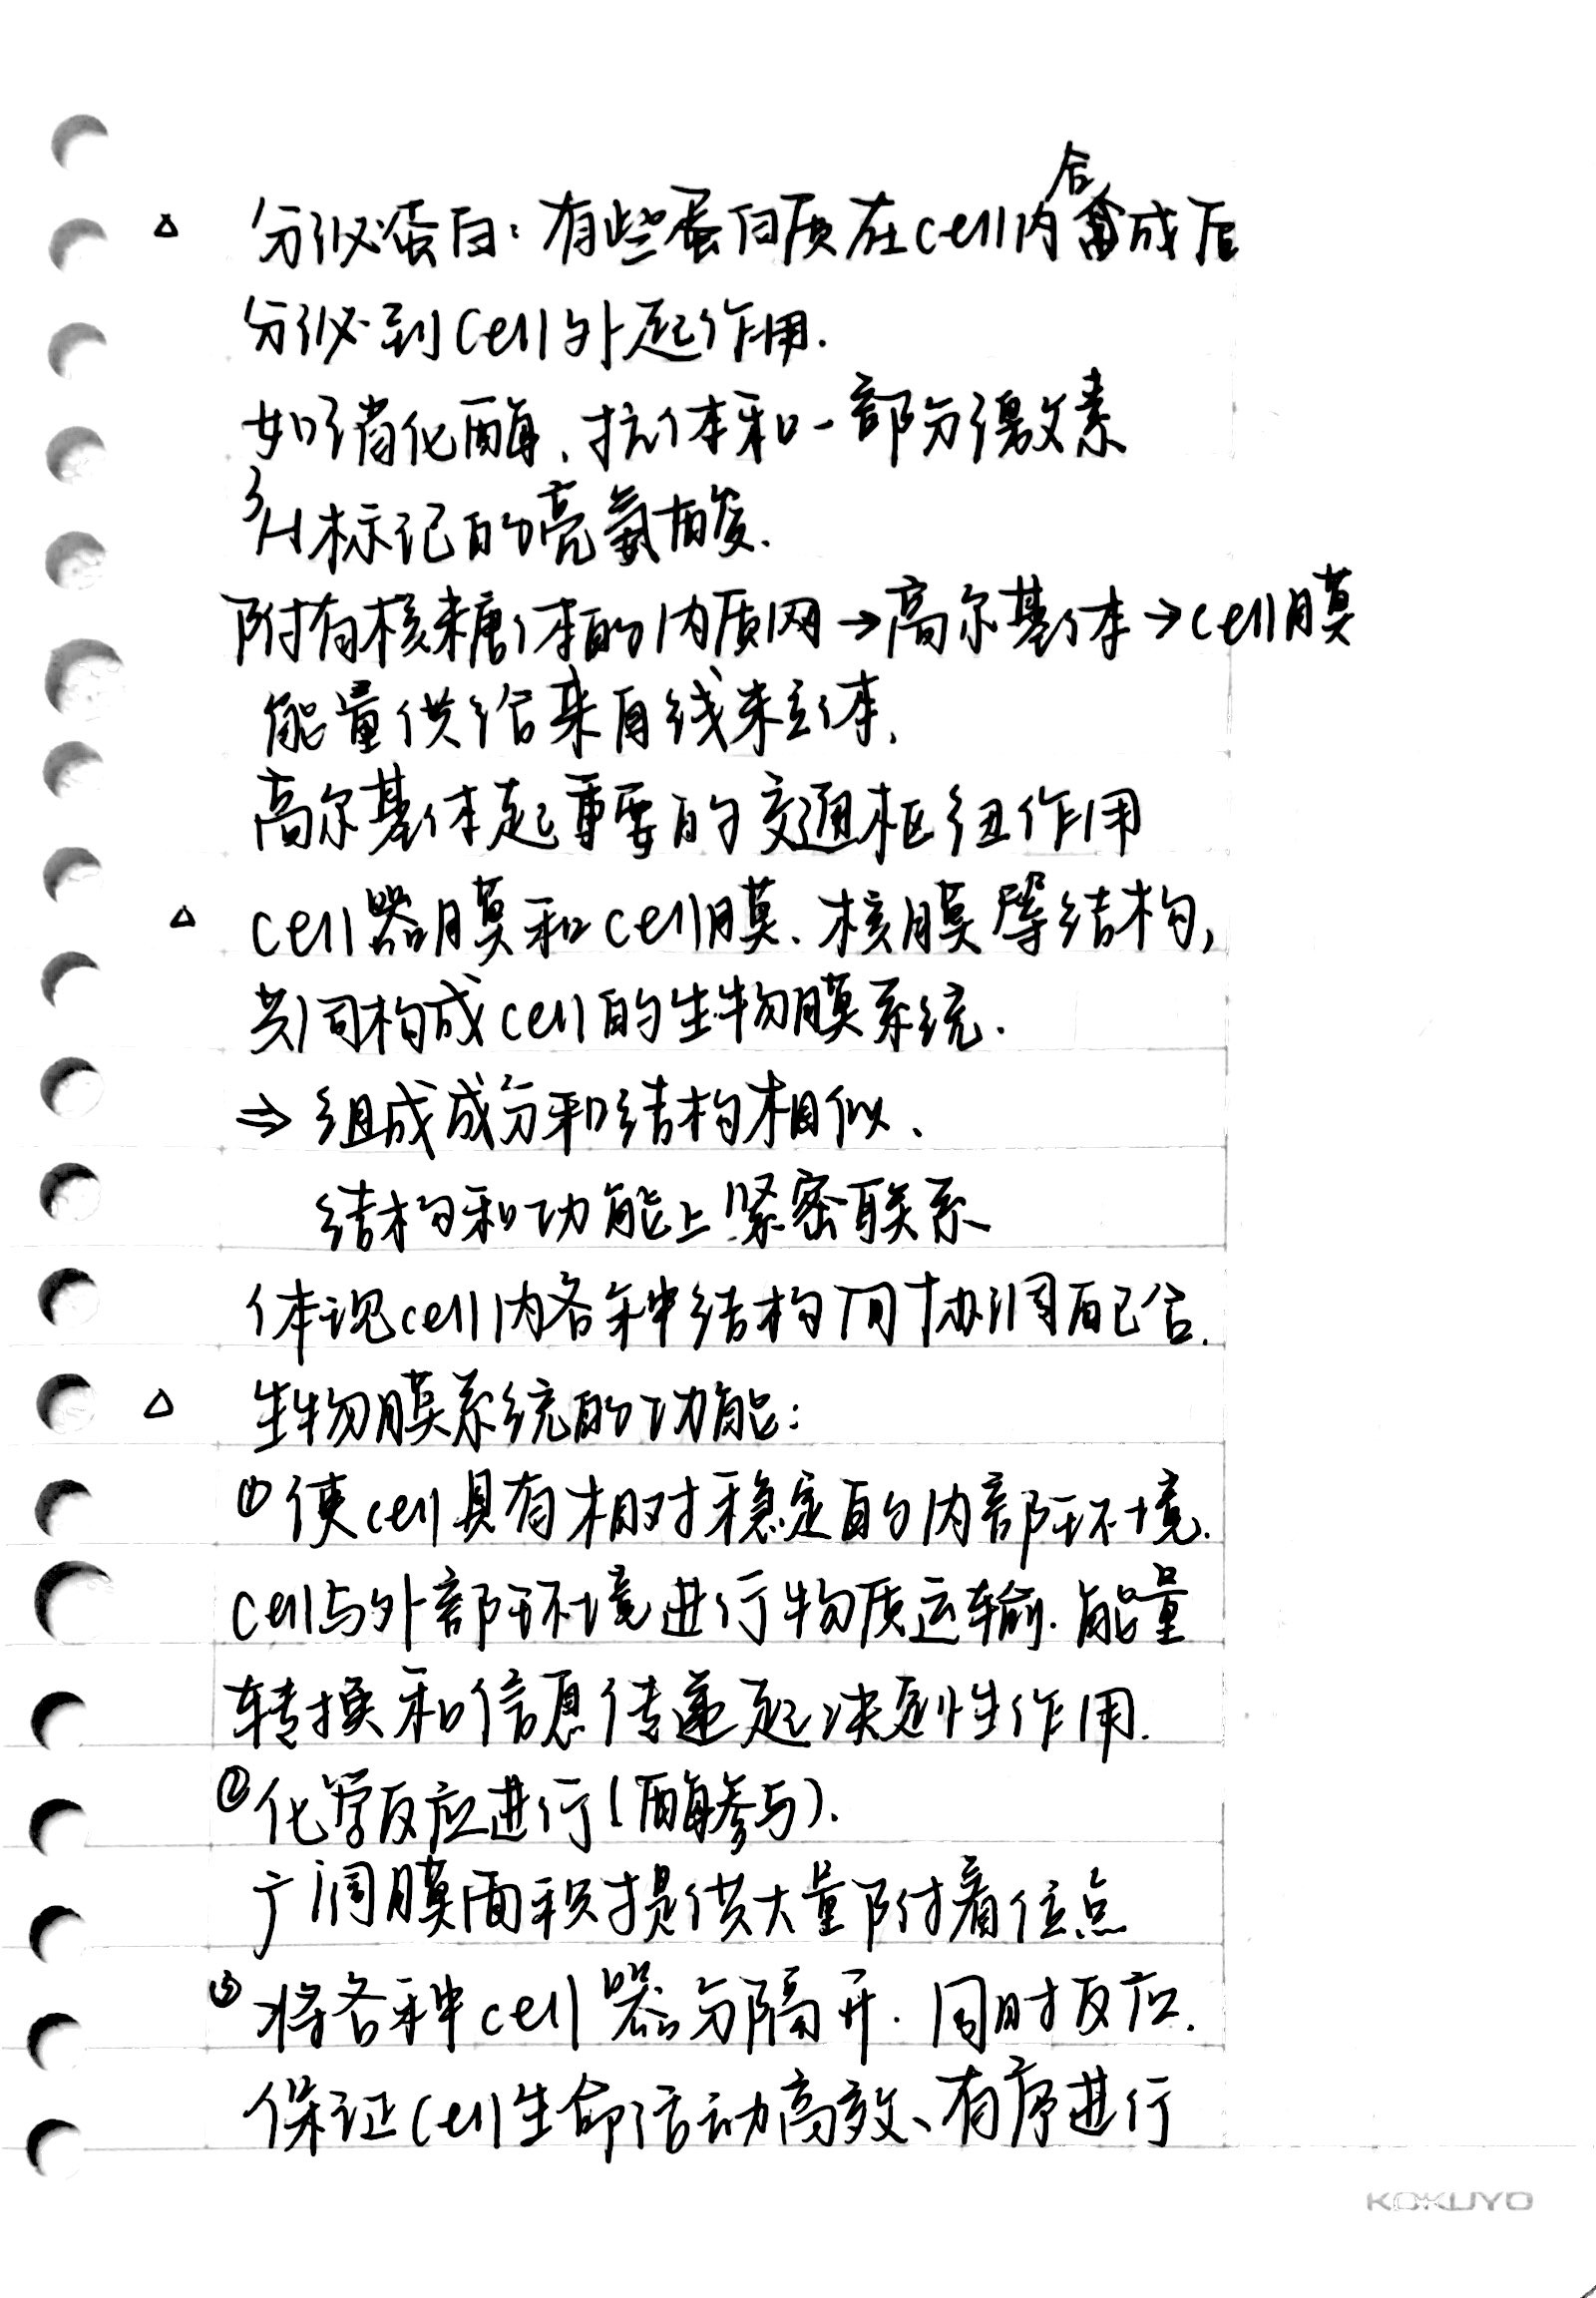 △ 分泌蛋白：有些蛋白质在cell内合成后
分泌到cell外起作用.
如消化酶、抗体和一部分激素
³H标记的亮氨酸.
附有核糖体的内质网→高尔基体→cell膜
能量供给来自线粒体.
高尔基体起重要的交通枢纽作用
△ cell器膜和cell膜、核膜等结构，
共同构成cell的生物膜系统.
⇒ 组成成分和结构相似、
结构和功能上紧密联系
体现cell内各种结构间协调配合.
△ 生物膜系统的功能：
① 使cell具有相对稳定的内部环境.
cell与外部环境进行物质运输.能量
转换和信息传递起决定性作用.
② 化学反应进行（酶参与）.
广阔膜面积提供大量附着位点
③ 将各种cell器分隔开.同时反应.
保证cell生命活动高效、有序进行
KOKUYO